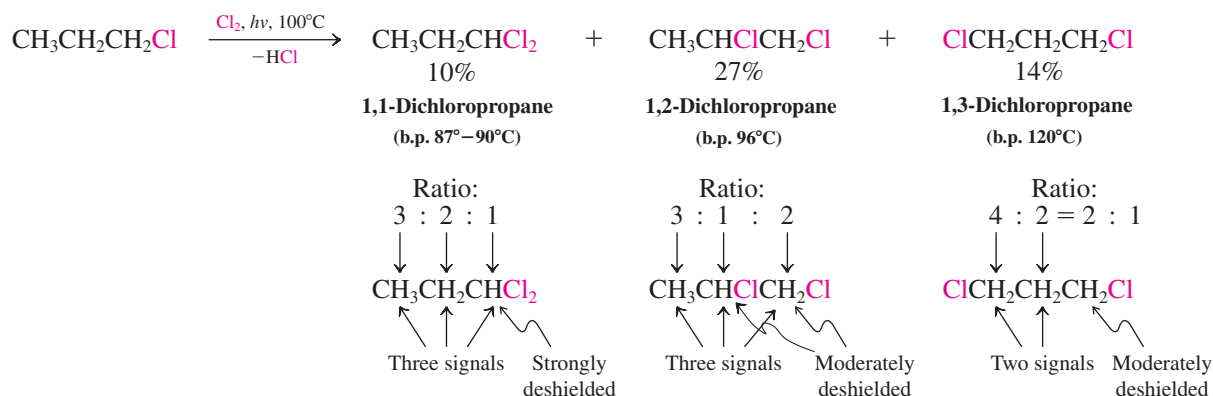 CH₃CH₂CH₂Cl Cl₂, hν, 100°C −HCl CH₃CH₂CHCl₂ + CH₃CHClCH₂Cl + ClCH₂CH₂CH₂Cl
10% 27% 14%
1,1-Dichloropropane 1,2-Dichloropropane 1,3-Dichloropropane
(b.p. 87°−90°C) (b.p. 96°C) (b.p. 120°C)
Ratio: Ratio: Ratio:
3 : 2 : 1 3 : 1 : 2 4 : 2 = 2 : 1
CH₃CH₂CHCl₂ CH₃CHClCH₂Cl ClCH₂CH₂CH₂Cl
Three signals Strongly Three signals Moderately Two signals Moderately
deshielded deshielded deshielded